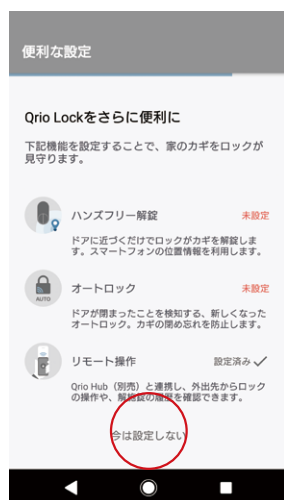 便利な設定
Qrio Lockをさらに便利に
下記機能を設定することで、家のカギをロックが
見守ります。
ハンズフリー解錠 未設定
ドアに近づくだけでロックがカギを解錠しま
す。スマートフォンの位置情報を利用します。
オートロック 未設定
AUTO
ドアが閉まったことを検知する、新しくなった
オートロック。カギの閉め忘れを防止します。
リモート操作 設定済み
Qrio Hub（別売）と連携し、外出先からロック
の操作や、解施錠の履歴を確認できます。
今は設定しない